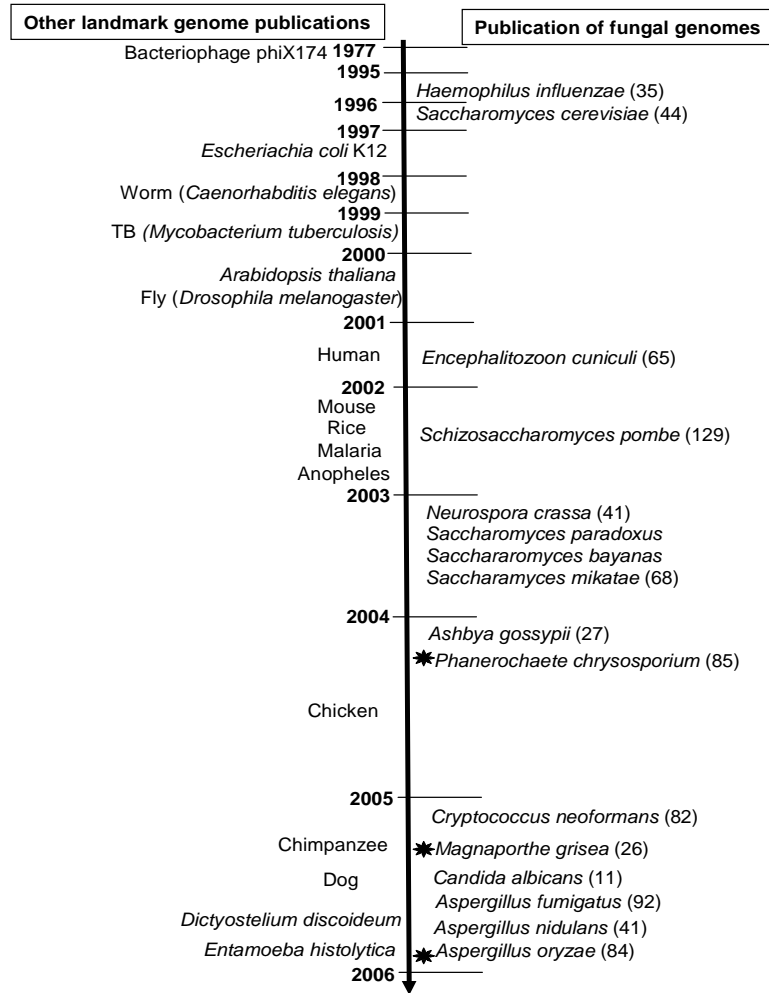 Other landmark genome publications
Publication of fungal genomes
Bacteriophage phiX174 1977
1995
Haemophilus influenzae (35)
1996
Saccharomyces cerevisiae (44)
1997
Escheriachia coli K12
1998
Worm (Caenorhabditis elegans)
1999
TB (Mycobacterium tuberculosis)
2000
Arabidopsis thaliana
Fly (Drosophila melanogaster)
2001
Human
Encephalitozoon cuniculi (65)
2002
Mouse
Rice
Schizosaccharomyces pombe (129)
Malaria
Anopheles
2003
Neurospora crassa (41)
Saccharomyces paradoxus
Sacchararomyces bayanas
Saccharamyces mikatae (68)
2004
Ashbya gossypii (27)
Phanerochaete chrysosporium (85)
Chicken
2005
Cryptococcus neoformans (82)
Chimpanzee
Magnaporthe grisea (26)
Dog
Candida albicans (11)
Aspergillus fumigatus (92)
Dictyostelium discoideum
Aspergillus nidulans (41)
Entamoeba histolytica
Aspergillus oryzae (84)
2006